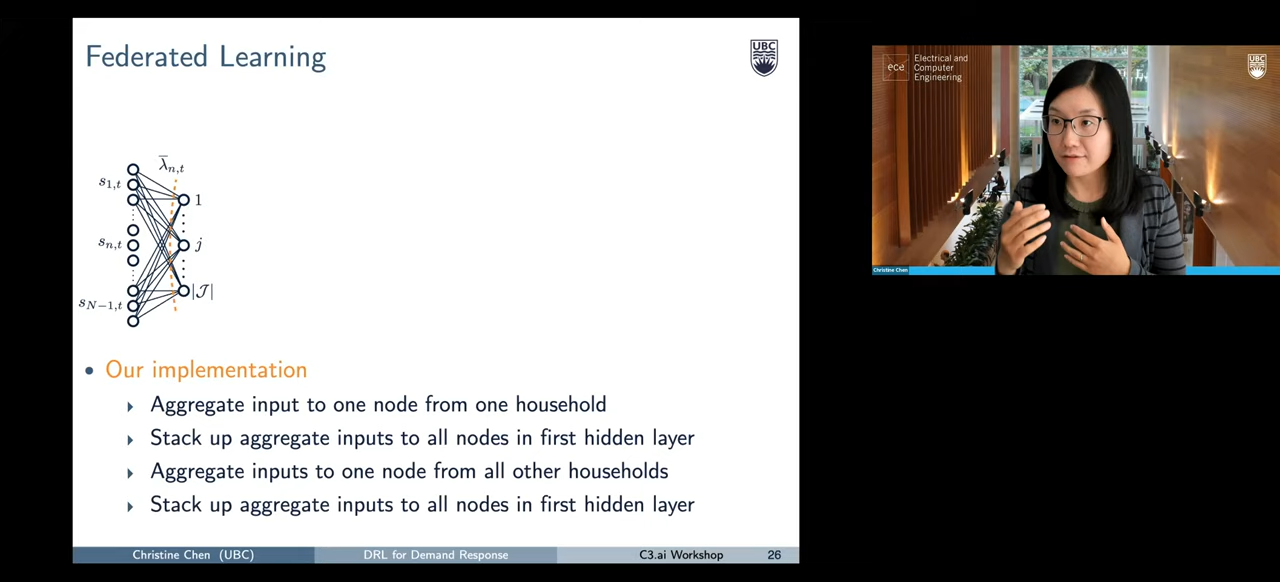 Federated Learning
UBC
λ̄n,t
s1,t
1
sn,t
j
sN−1,t
|𝒥|
• Our implementation
Aggregate input to one node from one household
Stack up aggregate inputs to all nodes in first hidden layer
Aggregate inputs to one node from all other households
Stack up aggregate inputs to all nodes in first hidden layer
Christine Chen (UBC) DRL for Demand Response C3.ai Workshop 26
ece
Electrical and
Computer
Engineering
UBC
Christine Chen